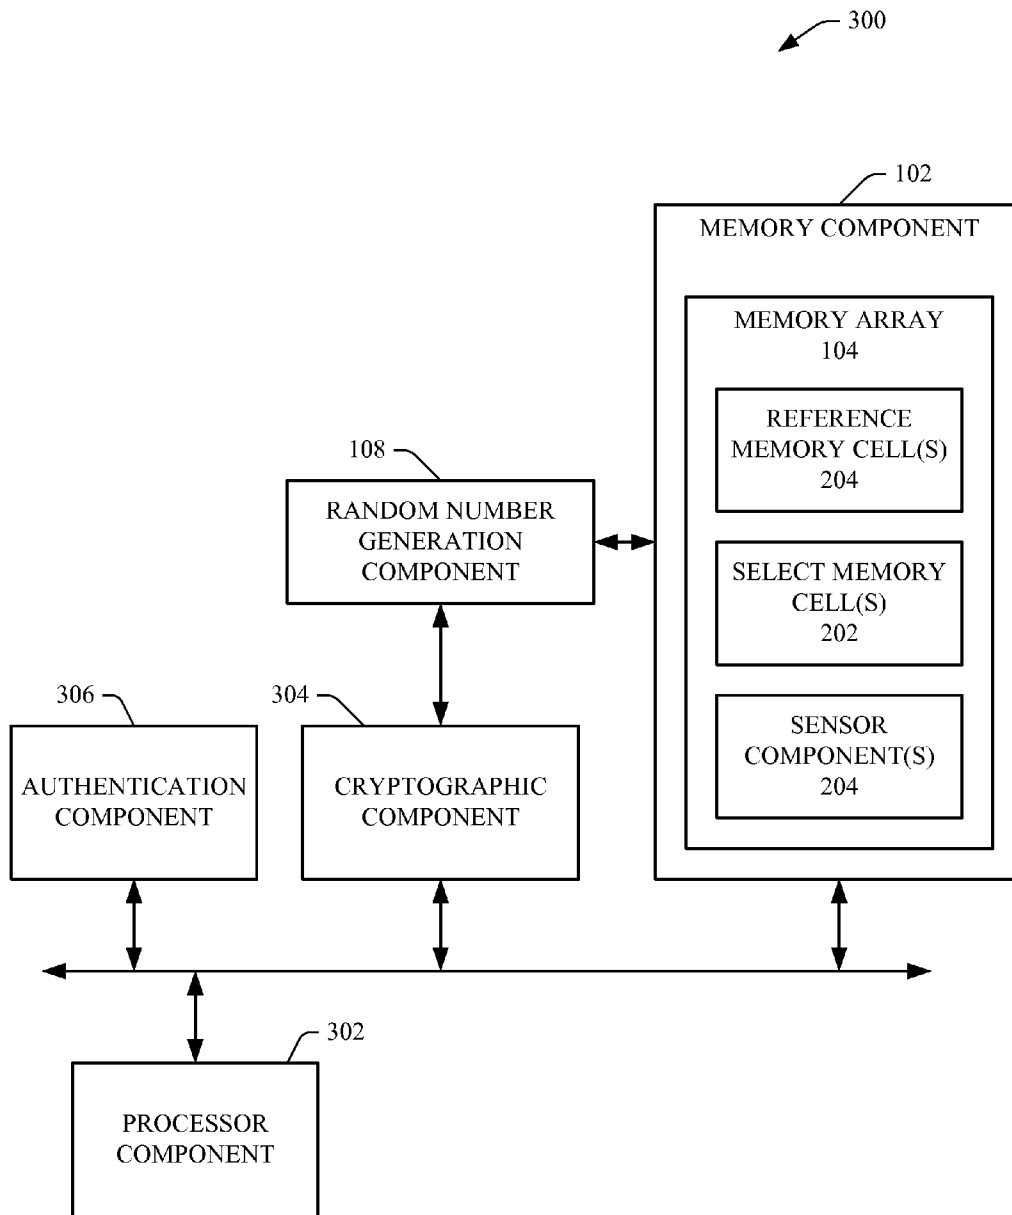 300
102
MEMORY COMPONENT
MEMORY ARRAY
104
REFERENCE
MEMORY CELL(S)
204
108
RANDOM NUMBER
GENERATION
COMPONENT
SELECT MEMORY
CELL(S)
202
306
304
SENSOR
COMPONENT(S)
204
AUTHENTICATION
COMPONENT
CRYPTOGRAPHIC
COMPONENT
302
PROCESSOR
COMPONENT